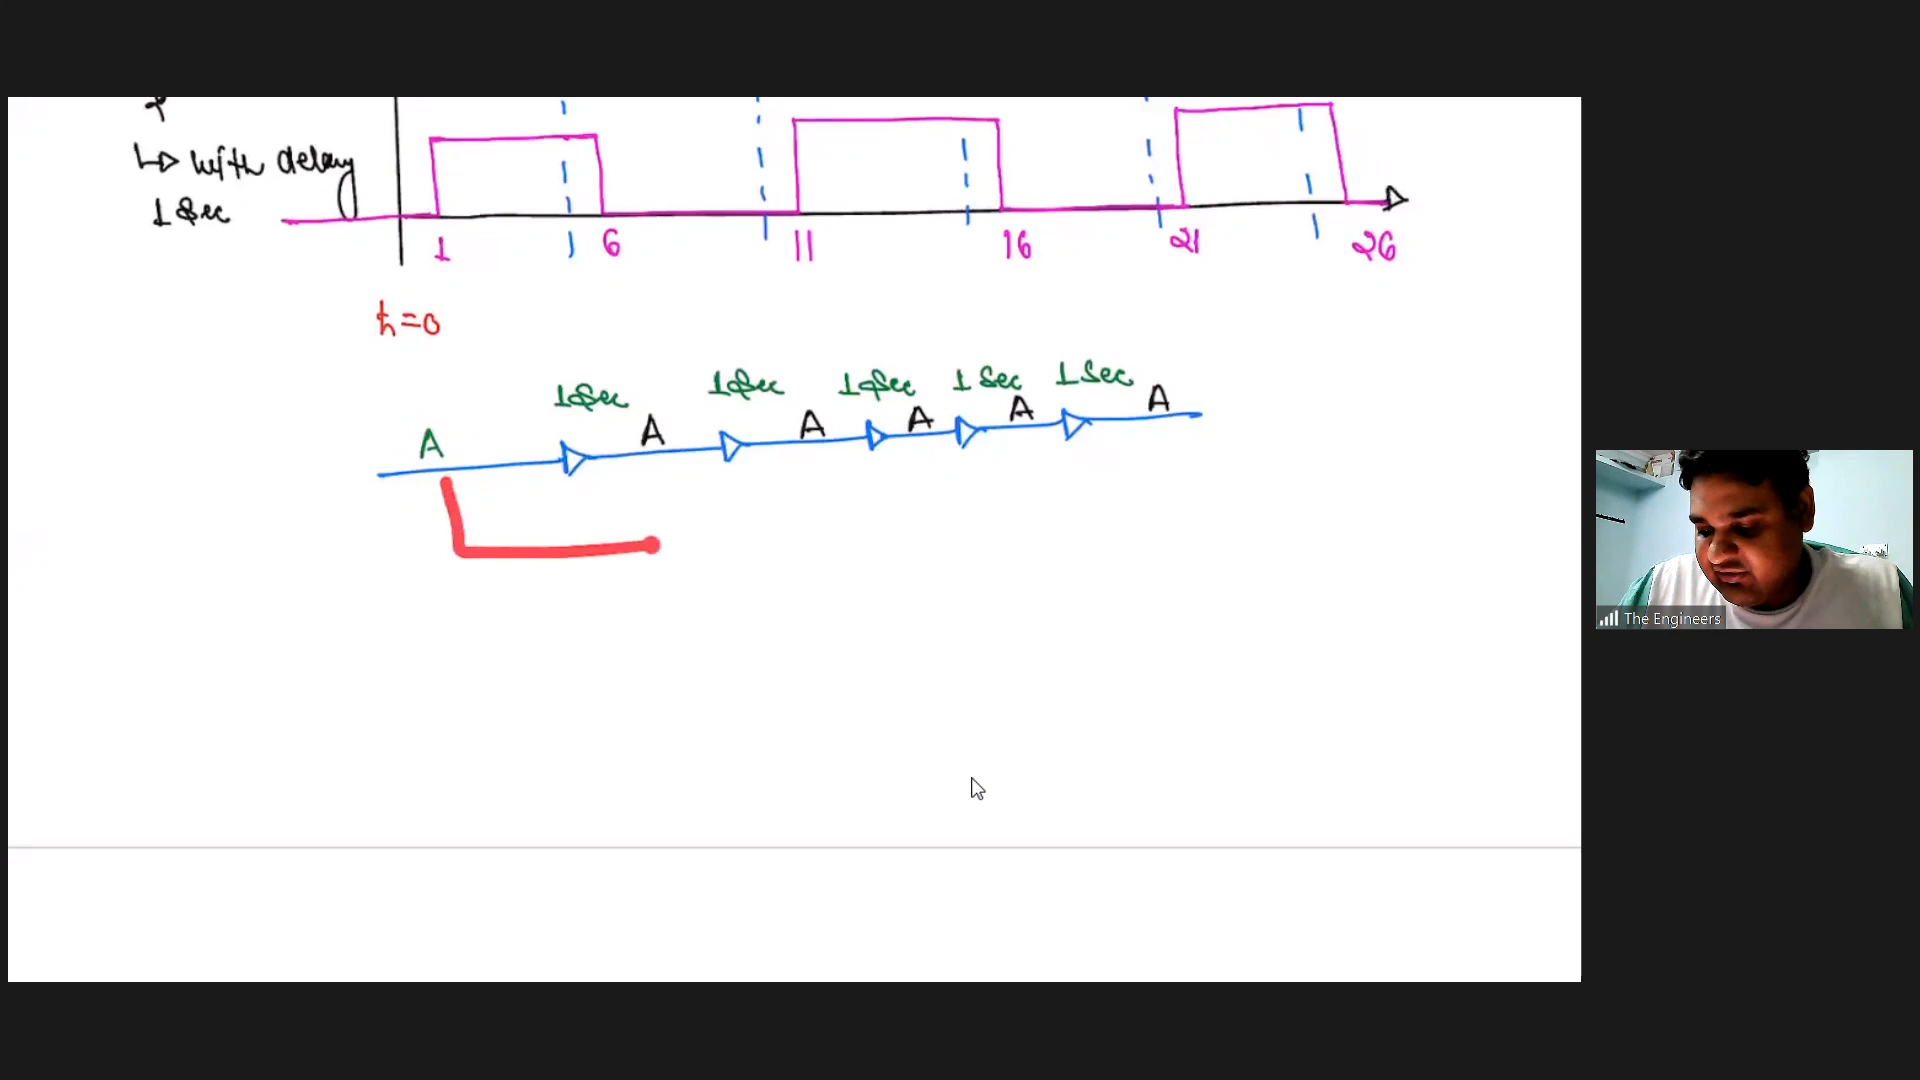 ↳ with delay
1 sec
1 6 11 16 21 26
t=0
1 sec 1 sec 1 sec 1 sec 1 sec
A A A A A A
The Engineers